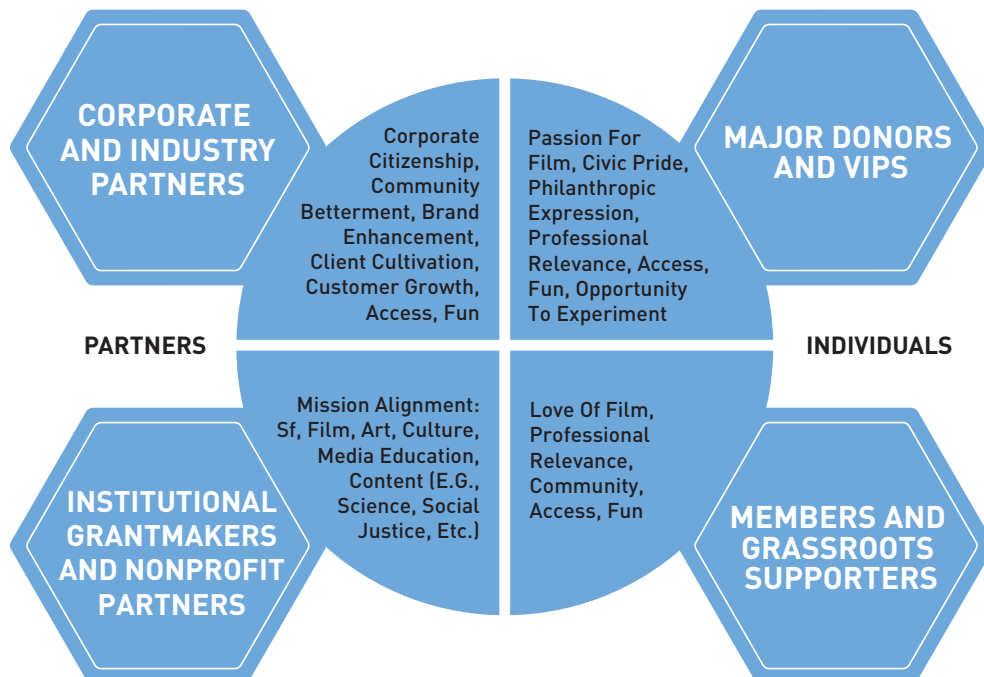 CORPORATE
AND INDUSTRY
PARTNERS
Corporate
Citizenship,
Community
Betterment, Brand
Enhancement,
Client Cultivation,
Customer Growth,
Access, Fun
Passion For
Film, Civic Pride,
Philanthropic
Expression,
Professional
Relevance, Access,
Fun, Opportunity
To Experiment
MAJOR DONORS
AND VIPS
PARTNERS
INDIVIDUALS
INSTITUTIONAL
GRANTMAKERS
AND NONPROFIT
PARTNERS
Mission Alignment:
Sf, Film, Art, Culture,
Media Education,
Content (E.G.,
Science, Social
Justice, Etc.)
Love Of Film,
Professional
Relevance,
Community,
Access, Fun
MEMBERS AND
GRASSROOTS
SUPPORTERS